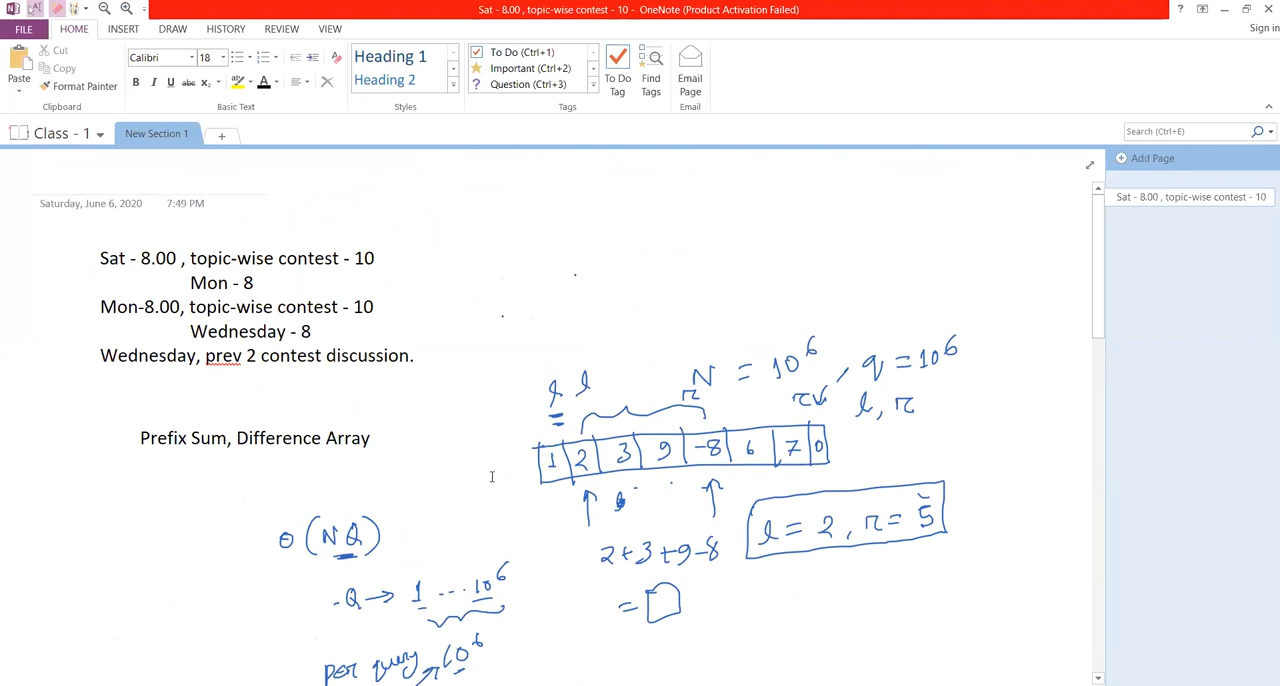 Sat - 8.00 , topic-wise contest - 10 - OneNote (Product Activation Failed)
FILE HOME INSERT DRAW HISTORY REVIEW VIEW Sign in
Paste
Cut
Copy
Format Painter
Clipboard
Calibri 18
B I U abc X₂ A
Basic Text
Heading 1
Heading 2
Styles
To Do (Ctrl+1)
Important (Ctrl+2)
Question (Ctrl+3)
Tags
To Do Tag
Find Tags
Email Page
Email
Class - 1 New Section 1
Search (Ctrl+E)
Add Page
Sat - 8.00 , topic-wise contest - 10
Saturday, June 6, 2020 7:49 PM
Sat - 8.00 , topic-wise contest - 10
Mon - 8
Mon-8.00, topic-wise contest - 10
Wednesday - 8
Wednesday, prev 2 contest discussion.
Prefix Sum, Difference Array
N = 10⁶ , q = 10⁶
l r l, r
1 2 3 9 -8 6 7 0
l = 2, r = 5
2+3+9-8
=
(NQ)
Q → 1 ... 10⁶
per query 10⁶